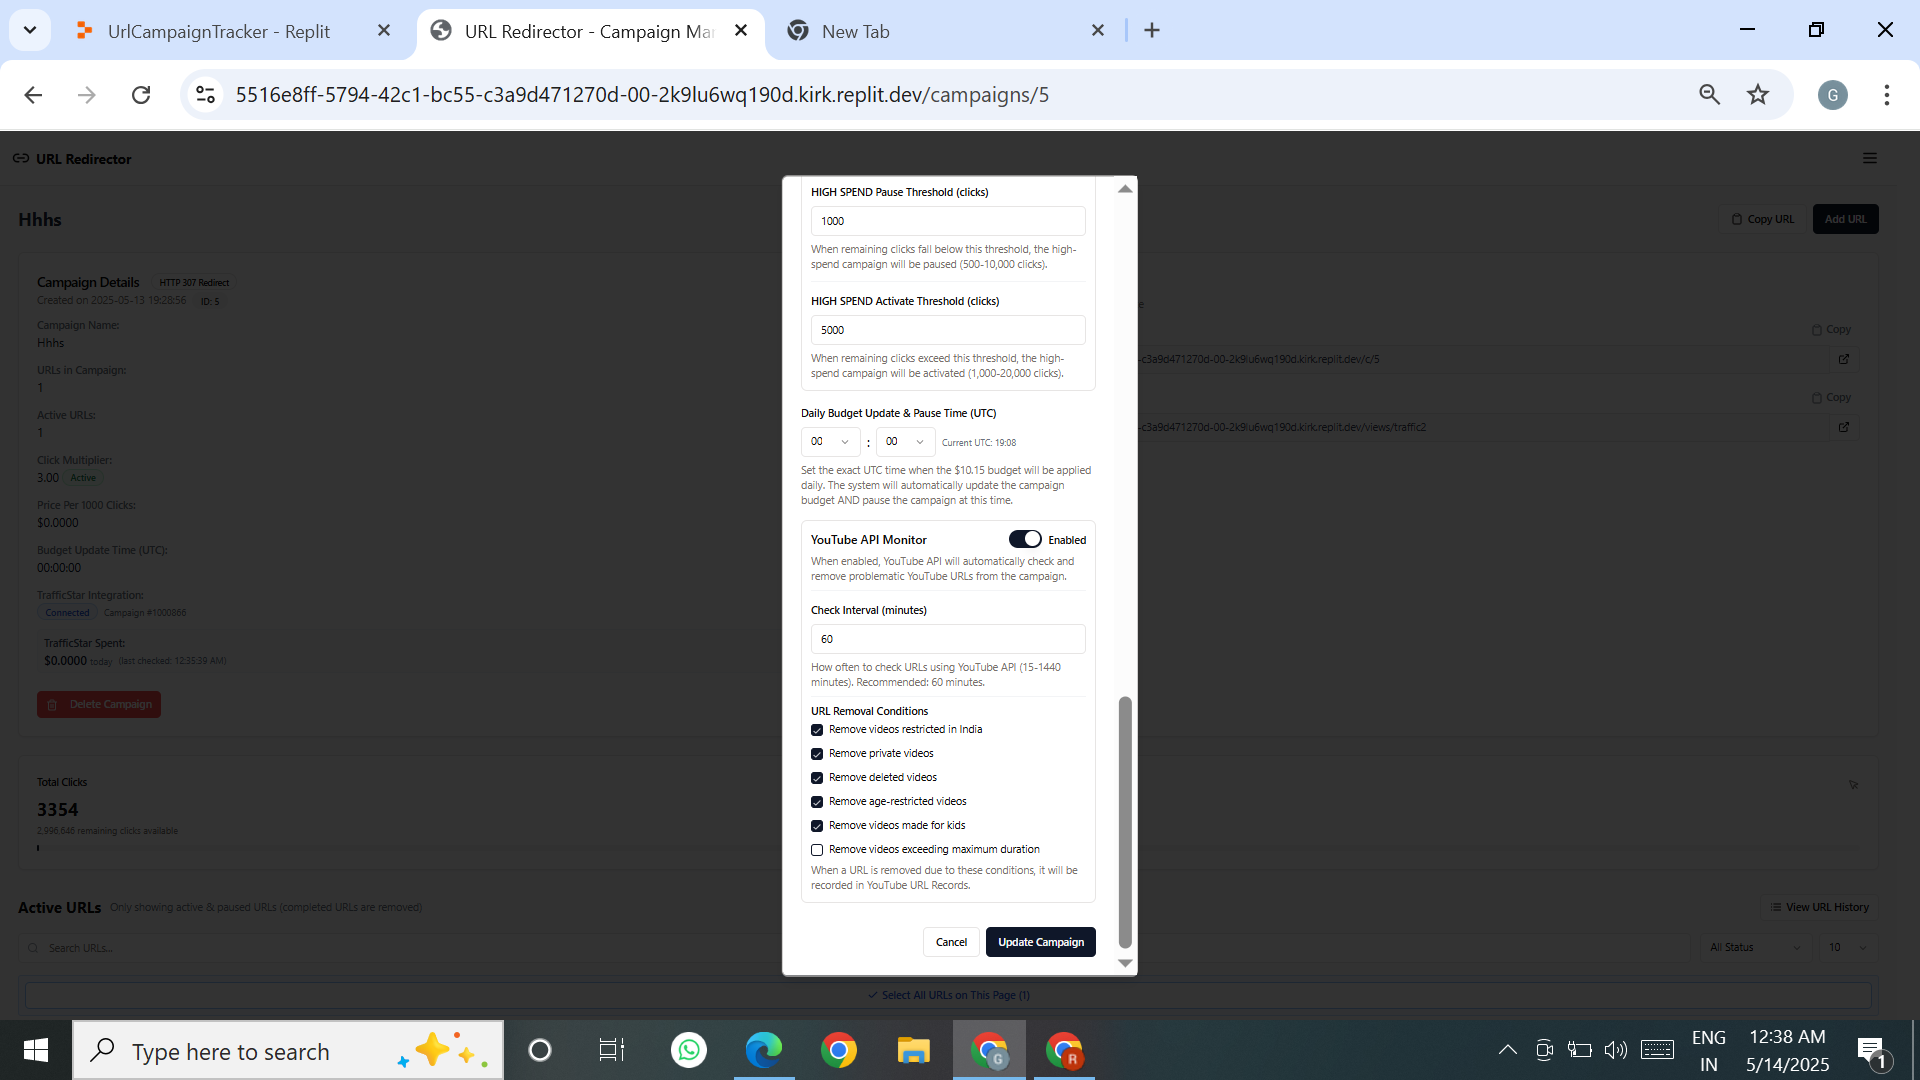 UrlCampaignTracker - Replit
URL Redirector - Campaign Mar
New Tab
5516e8ff-5794-42c1-bc55-c3a9d471270d-00-2k9lu6wq190d.kirk.replit.dev/campaigns/5
G
URL Redirector
Hhhs
Copy URL
Add URL
Campaign Details
HTTP 307 Redirect
Created on 2025-05-13 19:28:56
ID: 5
Campaign Name:
Hhhs
URLs in Campaign:
1
Active URLs:
1
Click Multiplier:
3.00
Active
Price Per 1000 Clicks:
$0.0000
Budget Update Time (UTC):
00:00:00
TrafficStar Integration:
Connected
Campaign #1000866
TrafficStar Spent:
$0.0000 today (last checked: 12:35:39 AM)
Delete Campaign
Copy
-c3a9d471270d-00-2k9lu6wq190d.kirk.replit.dev/c/5
Copy
-c3a9d471270d-00-2k9lu6wq190d.kirk.replit.dev/views/traffic2
HIGH SPEND Pause Threshold (clicks)
1000
When remaining clicks fall below this threshold, the high-
spend campaign will be paused (500-10,000 clicks).
HIGH SPEND Activate Threshold (clicks)
5000
When remaining clicks exceed this threshold, the high-
spend campaign will be activated (1,000-20,000 clicks).
Daily Budget Update & Pause Time (UTC)
00 : 00 Current UTC: 19:08
Set the exact UTC time when the $10.15 budget will be applied
daily. The system will automatically update the campaign
budget AND pause the campaign at this time.
YouTube API Monitor
Enabled
When enabled, YouTube API will automatically check and
remove problematic YouTube URLs from the campaign.
Check Interval (minutes)
60
How often to check URLs using YouTube API (15-1440
minutes). Recommended: 60 minutes.
URL Removal Conditions
Remove videos restricted in India
Remove private videos
Remove deleted videos
Remove age-restricted videos
Remove videos made for kids
Remove videos exceeding maximum duration
When a URL is removed due to these conditions, it will be
recorded in YouTube URL Records.
Cancel
Update Campaign
Total Clicks
3354
2,996,646 remaining clicks available
Active URLs
Only showing active & paused URLs (completed URLs are removed)
View URL History
Search URLs...
All Status
10
Select All URLs on This Page (1)
Type here to search
G
R
ENG
IN
12:38 AM
5/14/2025
1